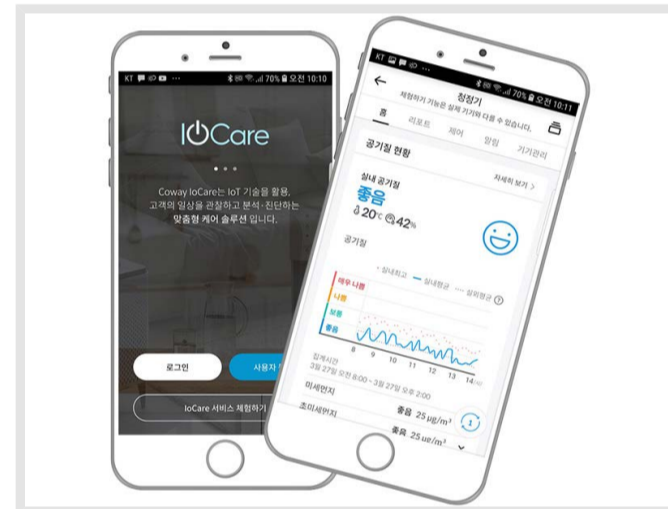 KT
70% 오전 10:10
IOCare
Coway IoCare는 IoT 기술을 활용,
고객의 일상을 관찰하고 분석·진단하는
맞춤형 케어 솔루션 입니다.
로그인
사용자
IoCare 서비스 체험하기
KT
70% 오전 10:11
청정기
체험하기 기능은 실제 기기와 다를 수 있습니다.
홈 리포트 제어 알림 기기관리
공기질 현황
자세히 보기 >
실내 공기질
좋음
20°C 42%
공기질
실내최고 실내평균 실외평균 ?
매우 나쁨
나쁨
보통
좋음
8 9 10 11 12 13 14
집계시간
3월 27일 오전 8:00 ~ 3월 27일 오후 2:00
미세먼지 좋음 25 μg/m³
초미세먼지 좋음 25 μg/m³
1